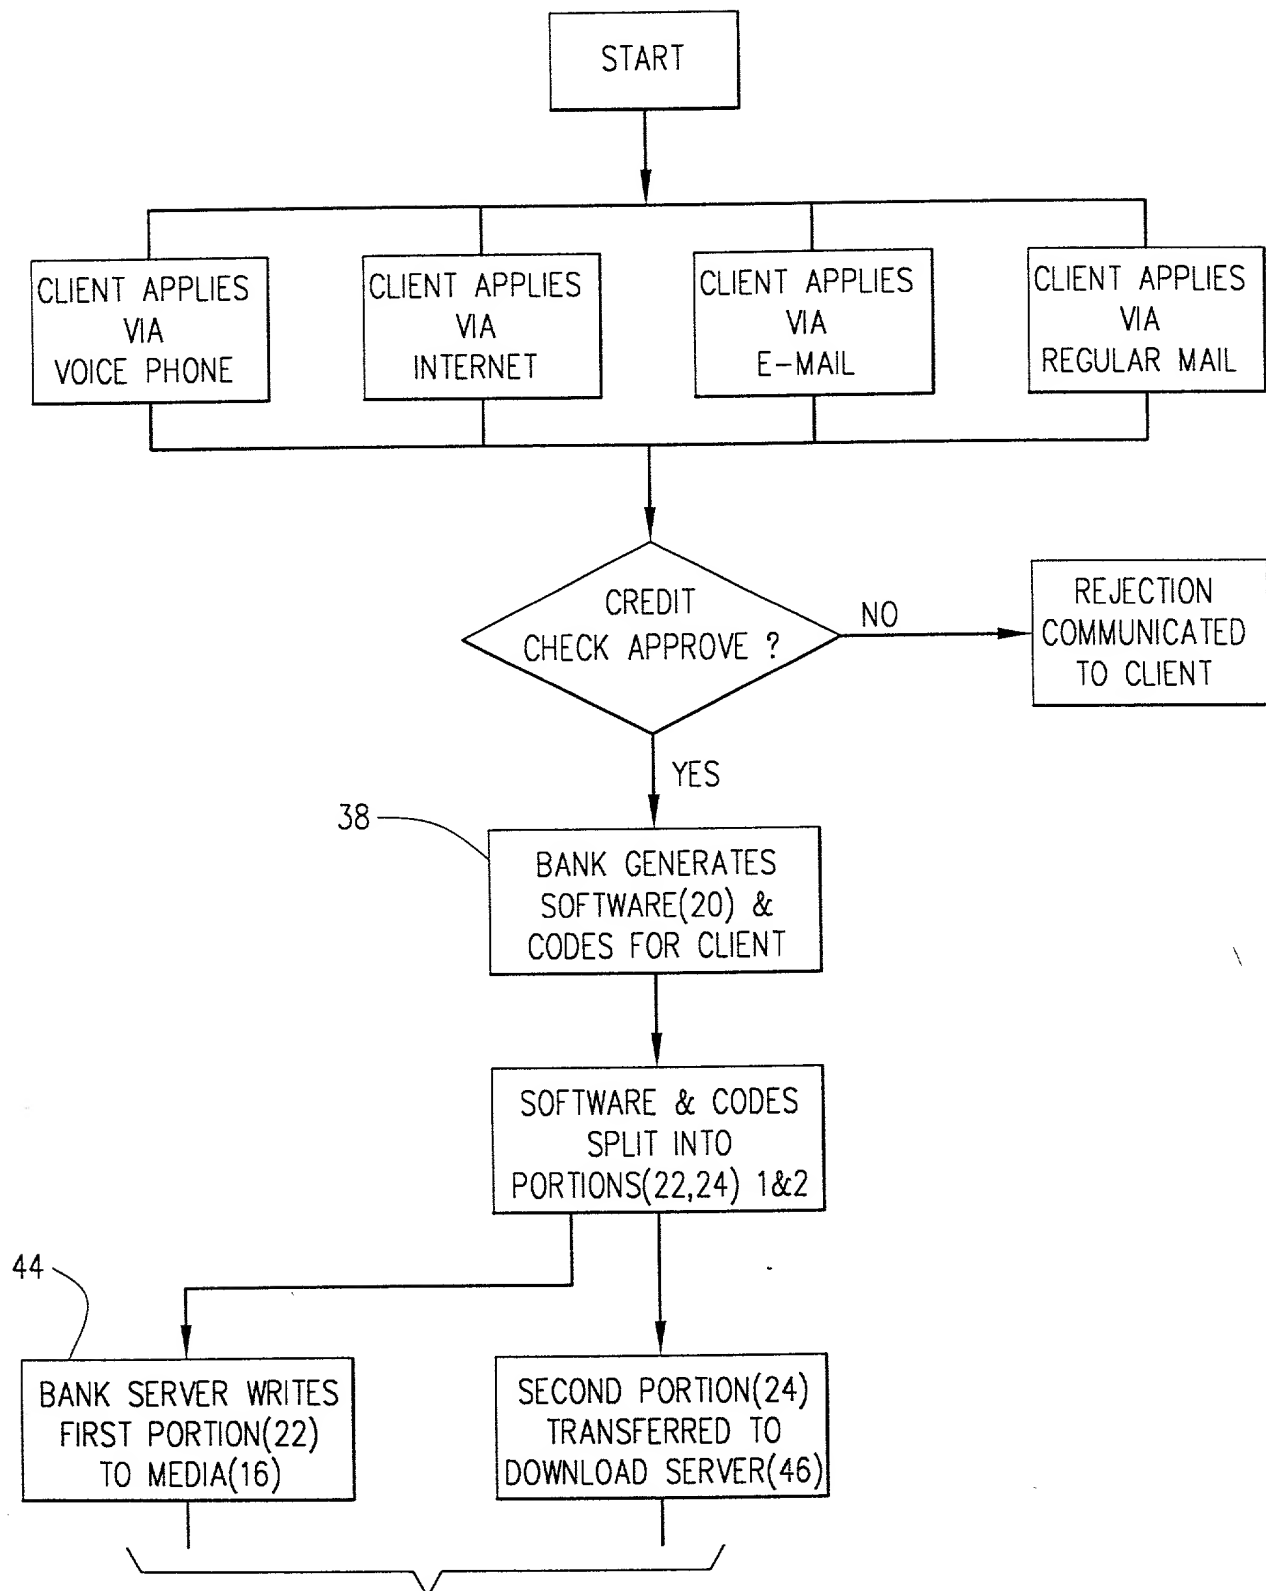 START
CLIENT APPLIES
VIA
VOICE PHONE
CLIENT APPLIES
VIA
INTERNET
CLIENT APPLIES
VIA
E-MAIL
CLIENT APPLIES
VIA
REGULAR MAIL
CREDIT
CHECK APPROVE ?
NO
REJECTION
COMMUNICATED
TO CLIENT
YES
38
BANK GENERATES
SOFTWARE(20) &
CODES FOR CLIENT
SOFTWARE & CODES
SPLIT INTO
PORTIONS(22,24) 1&2
44
BANK SERVER WRITES
FIRST PORTION(22)
TO MEDIA(16)
SECOND PORTION(24)
TRANSFERRED TO
DOWNLOAD SERVER(46)